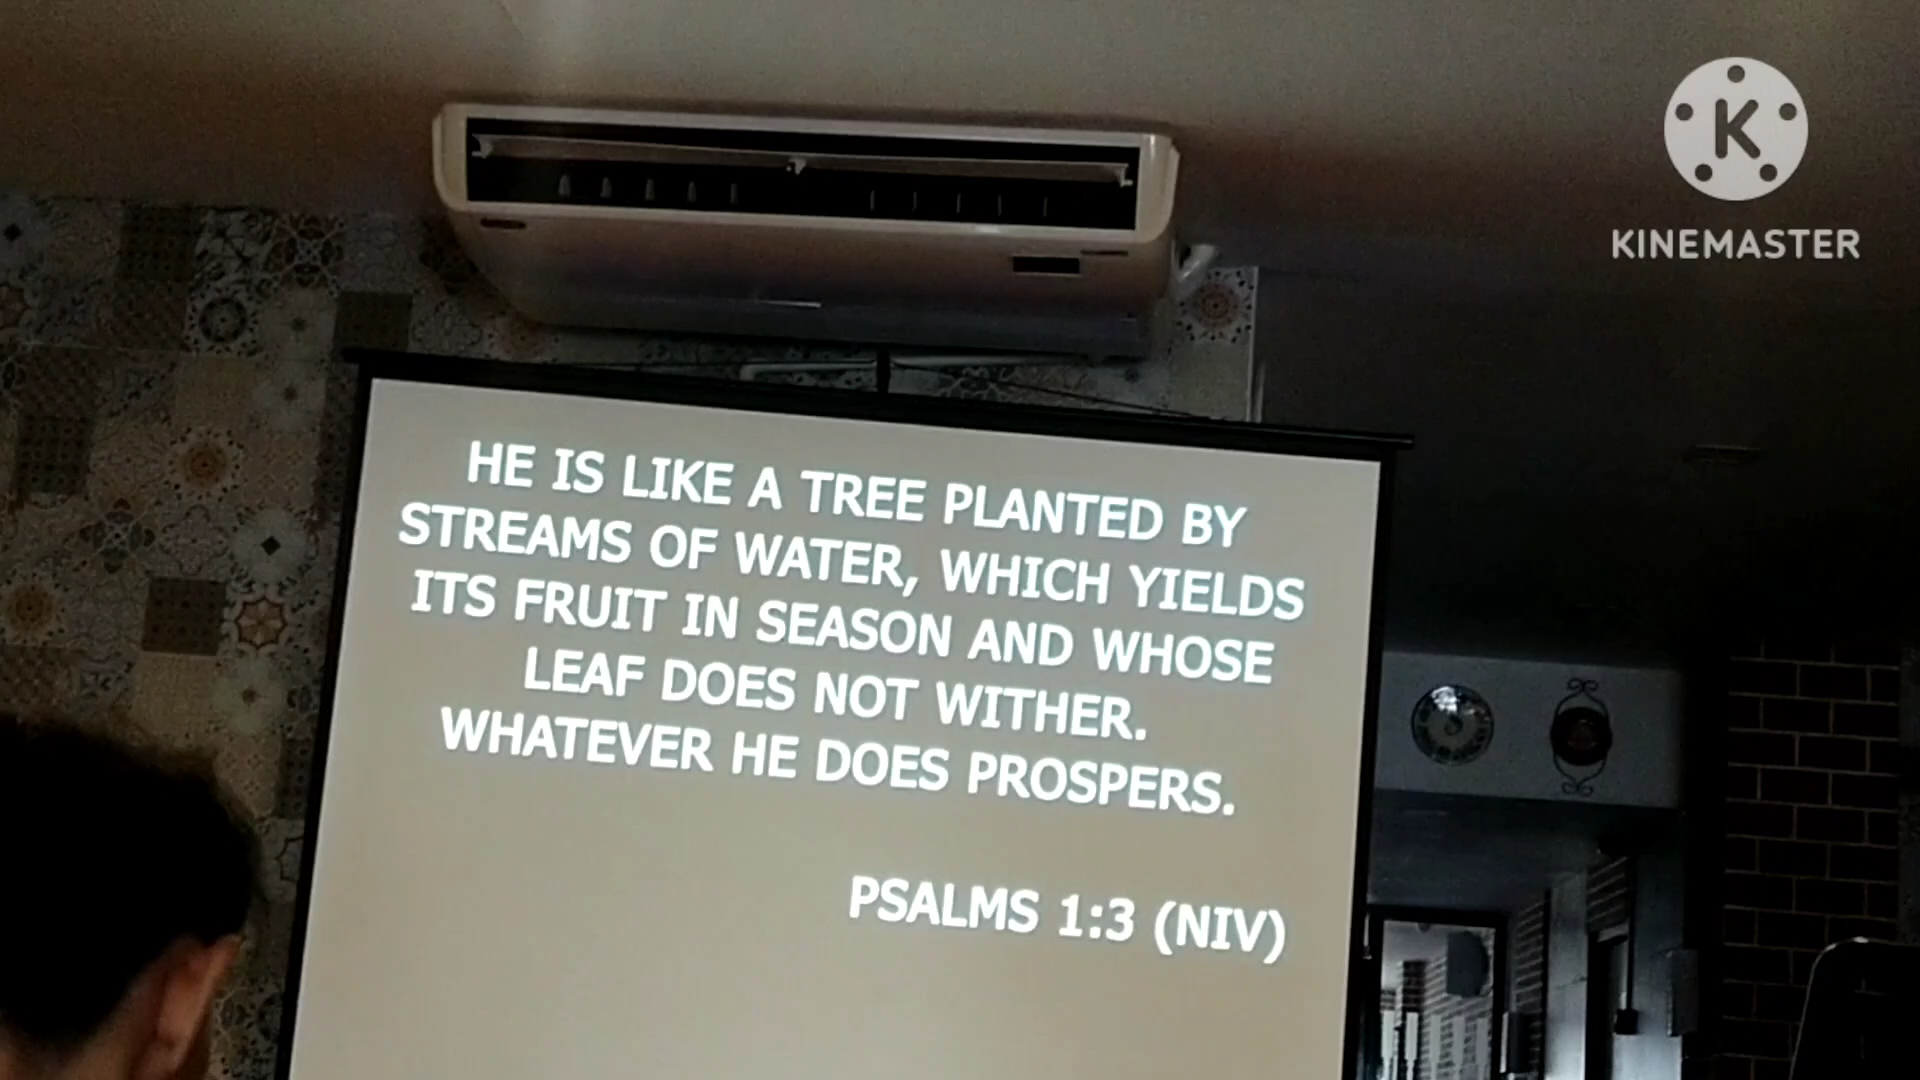 KINEMASTER
HE IS LIKE A TREE PLANTED BY
STREAMS OF WATER, WHICH YIELDS
ITS FRUIT IN SEASON AND WHOSE
LEAF DOES NOT WITHER.
WHATEVER HE DOES PROSPERS.
PSALMS 1:3 (NIV)